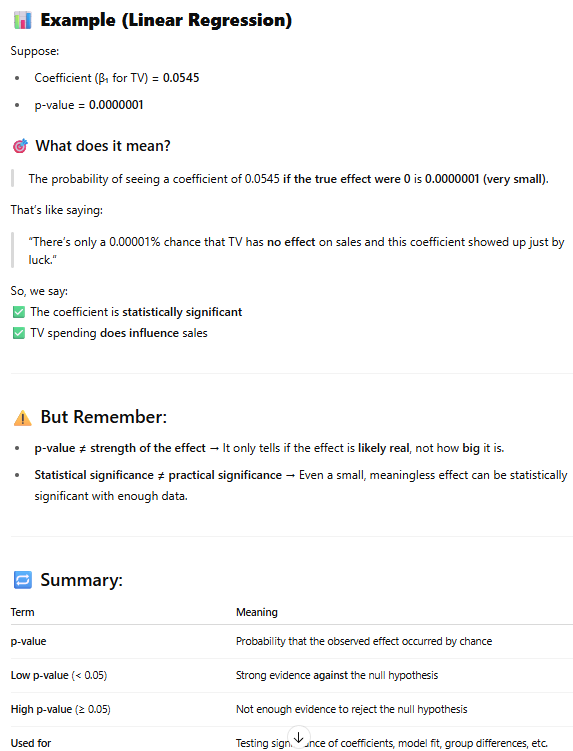 📊 Example (Linear Regression)
Suppose:
• Coefficient (β₁ for TV) = 0.0545
• p-value = 0.0000001
🎯 What does it mean?
The probability of seeing a coefficient of 0.0545 if the true effect were 0 is 0.0000001 (very small).
That's like saying:
"There's only a 0.00001% chance that TV has no effect on sales and this coefficient showed up just by
luck."
So, we say:
✅ The coefficient is statistically significant
✅ TV spending does influence sales
⚠️ But Remember:
• p-value ≠ strength of the effect → It only tells if the effect is likely real, not how big it is.
• Statistical significance ≠ practical significance → Even a small, meaningless effect can be statistically
significant with enough data.
🔁 Summary:
Term Meaning
p-value Probability that the observed effect occurred by chance
Low p-value (< 0.05) Strong evidence against the null hypothesis
High p-value (≥ 0.05) Not enough evidence to reject the null hypothesis
Used for Testing of coefficients, model fit, group differences, etc.